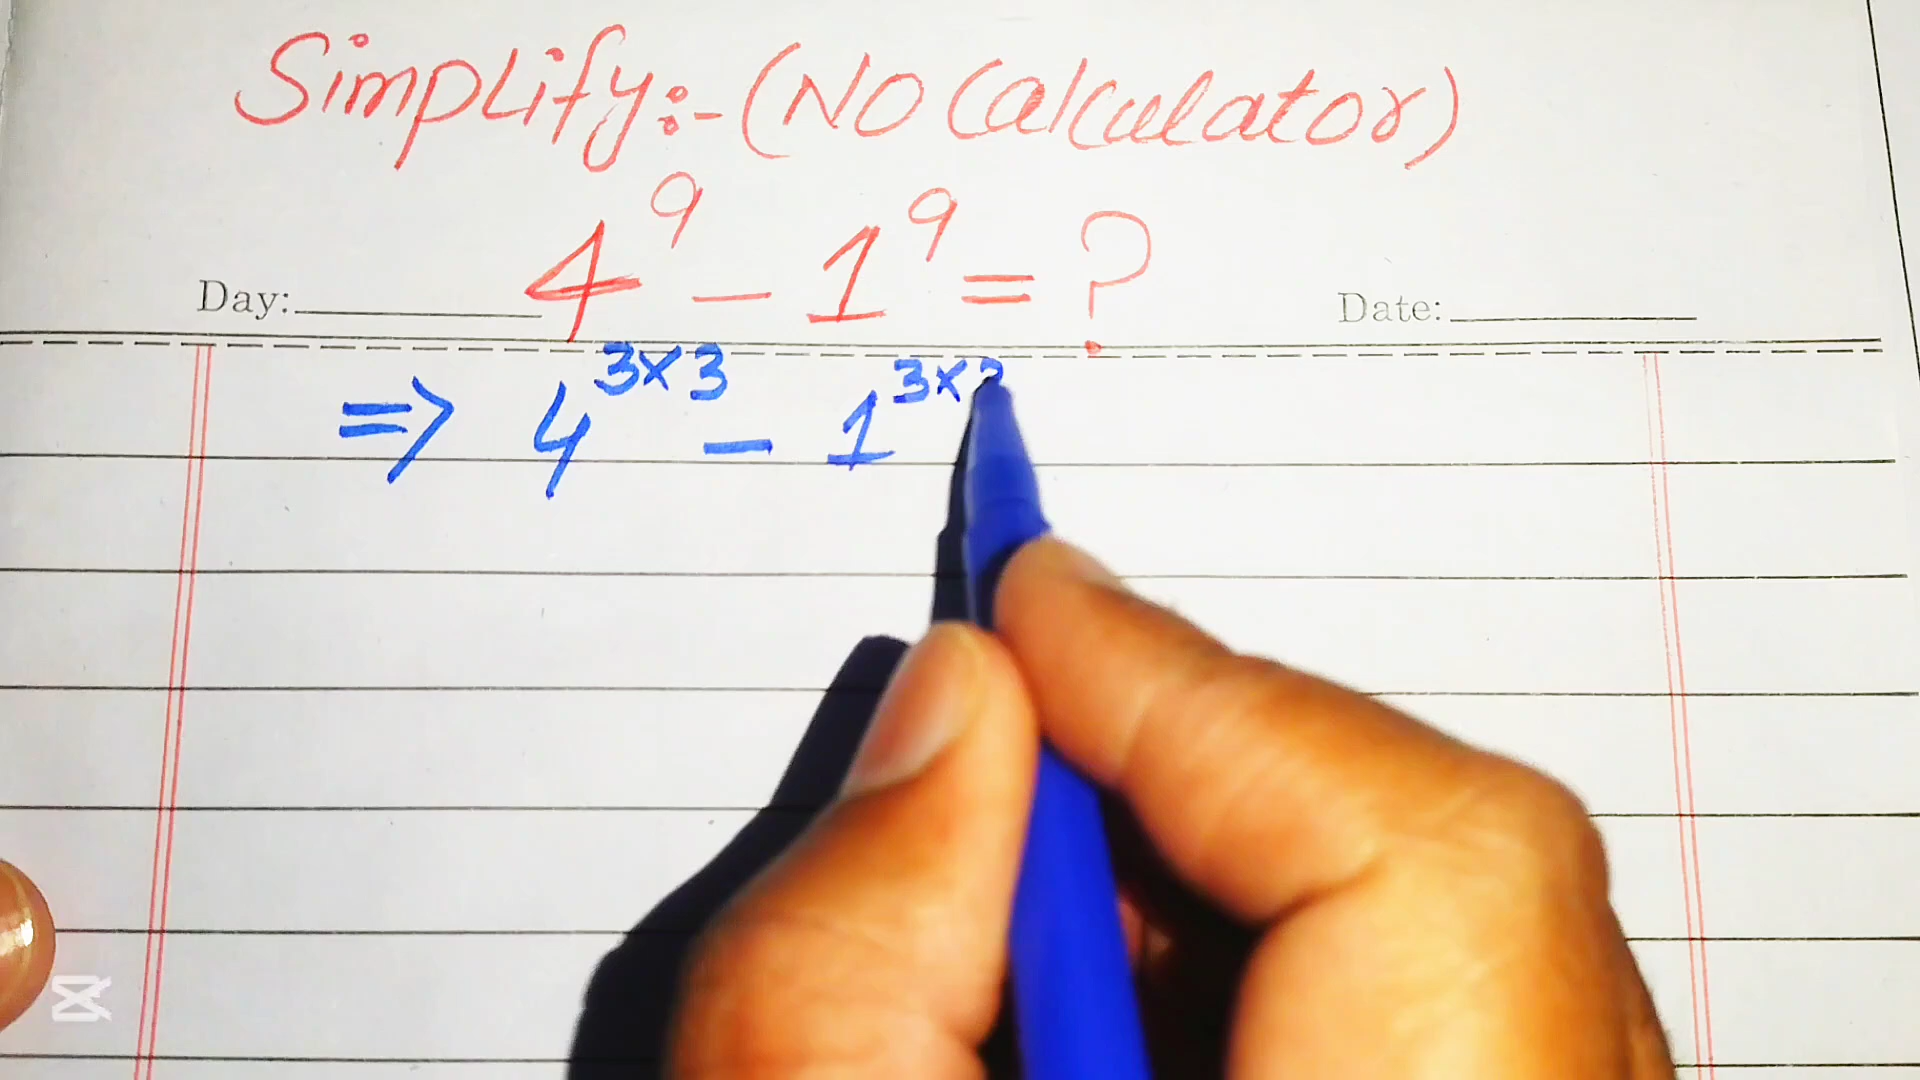 Simplify:- (No Calculator)
4⁹ - 1⁹ = ?
Day: Date:
=> 4³ˣ³ - 1³ˣ